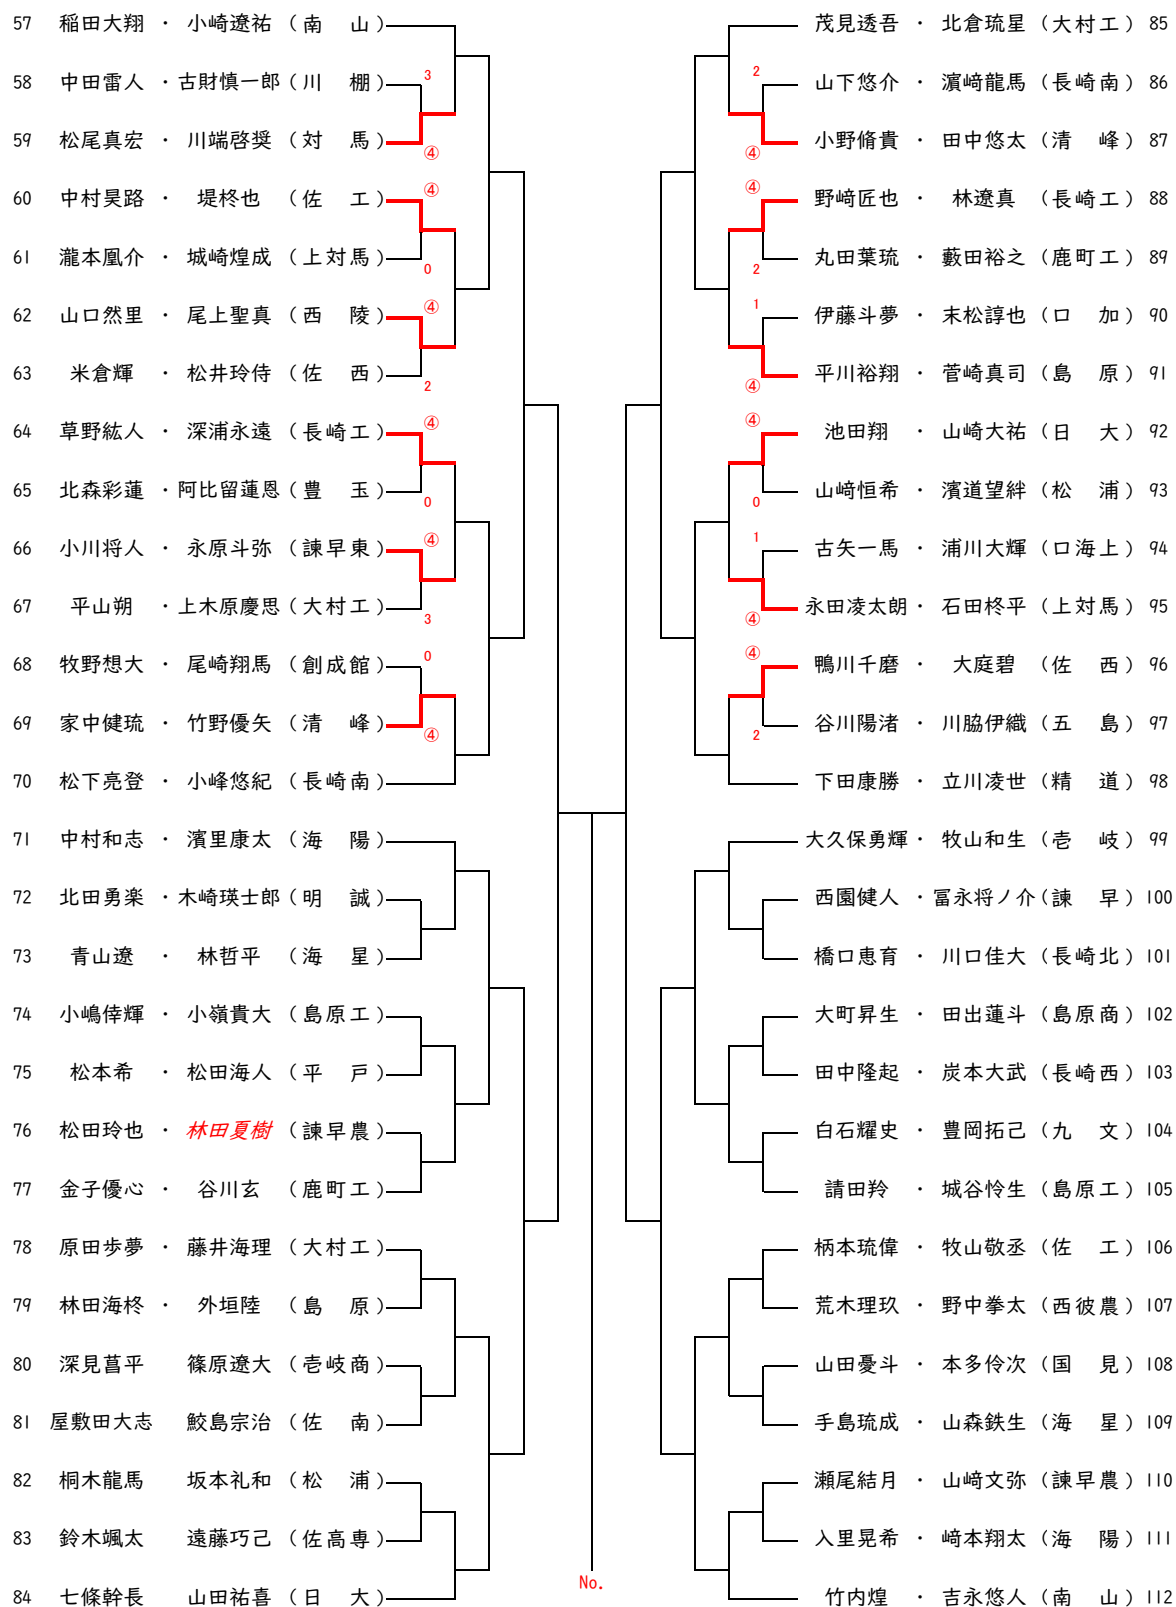 57 稲田大翔 ・ 小崎遼祐 （南　山）
58 中田雷人 ・ 古財慎一郎 （川　棚） 3
59 松尾真宏 ・ 川端啓奨 （対　馬） ④
60 中村昊路 ・ 堤柊也 （佐　工） ④
61 瀧本凰介 ・ 城崎煌成 （上対馬） 0
62 山口然里 ・ 尾上聖真 （西　陵） ④
63 米倉輝 ・ 松井玲侍 （佐　西） 2
64 草野紘人 ・ 深浦永遠 （長崎工） ④
65 北森彩蓮 ・ 阿比留蓮恩 （豊　玉） 0
66 小川将人 ・ 永原斗弥 （諫早東） ④
67 平山朔 ・ 上木原慶思 （大村工） 3
68 牧野想大 ・ 尾崎翔馬 （創成館） 0
69 家中健琉 ・ 竹野優矢 （清　峰） ④
70 松下亮登 ・ 小峰悠紀 （長崎南）
71 中村和志 ・ 濱里康太 （海　陽）
72 北田勇楽 ・ 木崎瑛士郎 （明　誠）
73 青山遼 ・ 林哲平 （海　星）
74 小嶋倖輝 ・ 小嶺貴大 （島原工）
75 松本希 ・ 松田海人 （平　戸）
76 松田玲也 ・ 林田夏樹 （諫早農）
77 金子優心 ・ 谷川玄 （鹿町工）
78 原田歩夢 ・ 藤井海理 （大村工）
79 林田海柊 ・ 外垣陸 （島　原）
80 深見菖平 篠原遼大 （壱岐商）
81 屋敷田大志 鮫島宗治 （佐　南）
82 桐木龍馬 坂本礼和 （松　浦）
83 鈴木颯太 遠藤巧己 （佐高専）
84 七條幹長 山田祐喜 （日　大）
No.
茂見透吾 ・ 北倉琉星 （大村工） 85
2 山下悠介 ・ 濵﨑龍馬 （長崎南） 86
④ 小野脩貴 ・ 田中悠太 （清　峰） 87
④ 野﨑匠也 ・ 林遼真 （長崎工） 88
2 丸田葉琉 ・ 藪田裕之 （鹿町工） 89
1 伊藤斗夢 ・ 末松諄也 （口　加） 90
④ 平川裕翔 ・ 菅崎真司 （島　原） 91
④ 池田翔 ・ 山崎大祐 （日　大） 92
0 山﨑恒希 ・ 濱道望絆 （松　浦） 93
1 古矢一馬 ・ 浦川大輝 （口海上） 94
④ 永田凌太朗 ・ 石田柊平 （上対馬） 95
④ 鴨川千磨 ・ 大庭碧 （佐　西） 96
2 谷川陽渚 ・ 川脇伊織 （五　島） 97
下田康勝 ・ 立川凌世 （精　道） 98
大久保勇輝 ・ 牧山和生 （壱　岐） 99
西園健人 ・ 冨永将ノ介 （諫　早） 100
橋口恵育 ・ 川口佳大 （長崎北） 101
大町昇生 ・ 田出蓮斗 （島原商） 102
田中隆起 ・ 炭本大武 （長崎西） 103
白石耀史 ・ 豊岡拓己 （九　文） 104
請田羚 ・ 城谷怜生 （島原工） 105
柄本琉偉 ・ 牧山敬丞 （佐　工） 106
荒木理玖 ・ 野中拳太 （西彼農） 107
山田憂斗 ・ 本多伶次 （国　見） 108
手島琉成 ・ 山森鉄生 （海　星） 109
瀬尾結月 ・ 山﨑文弥 （諫早農） 110
入里晃希 ・ 﨑本翔太 （海　陽） 111
竹内煌 ・ 吉永悠人 （南　山） 112